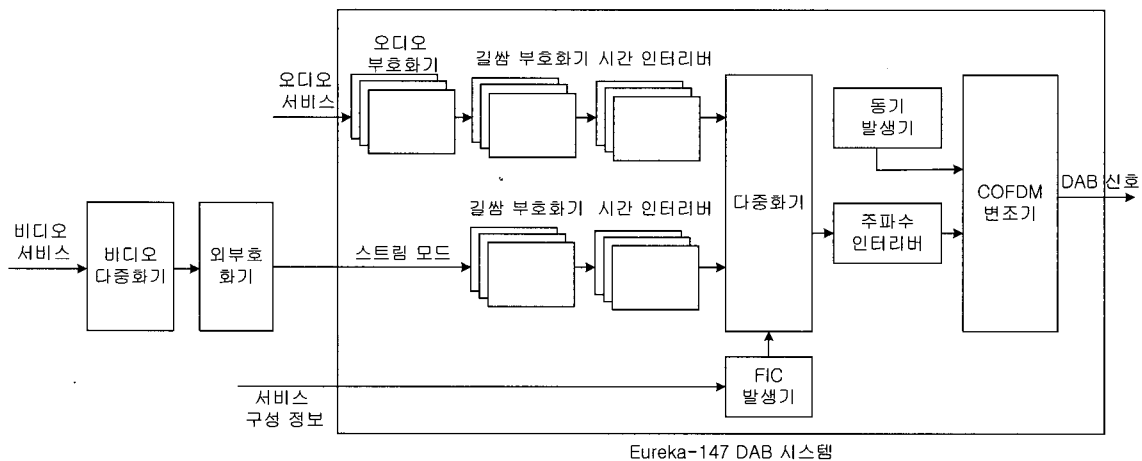 오디오
부호화기
길쌈 부호화기
시간 인터리버
오디오
서비스
동기
발생기
다중화기
COFDM
변조기
DAB 신호
길쌈 부호화기
시간 인터리버
주파수
인터리버
비디오
서비스
비디오
다중화기
외부호
화기
스트림 모드
FIC
발생기
서비스
구성 정보
Eureka-147 DAB 시스템